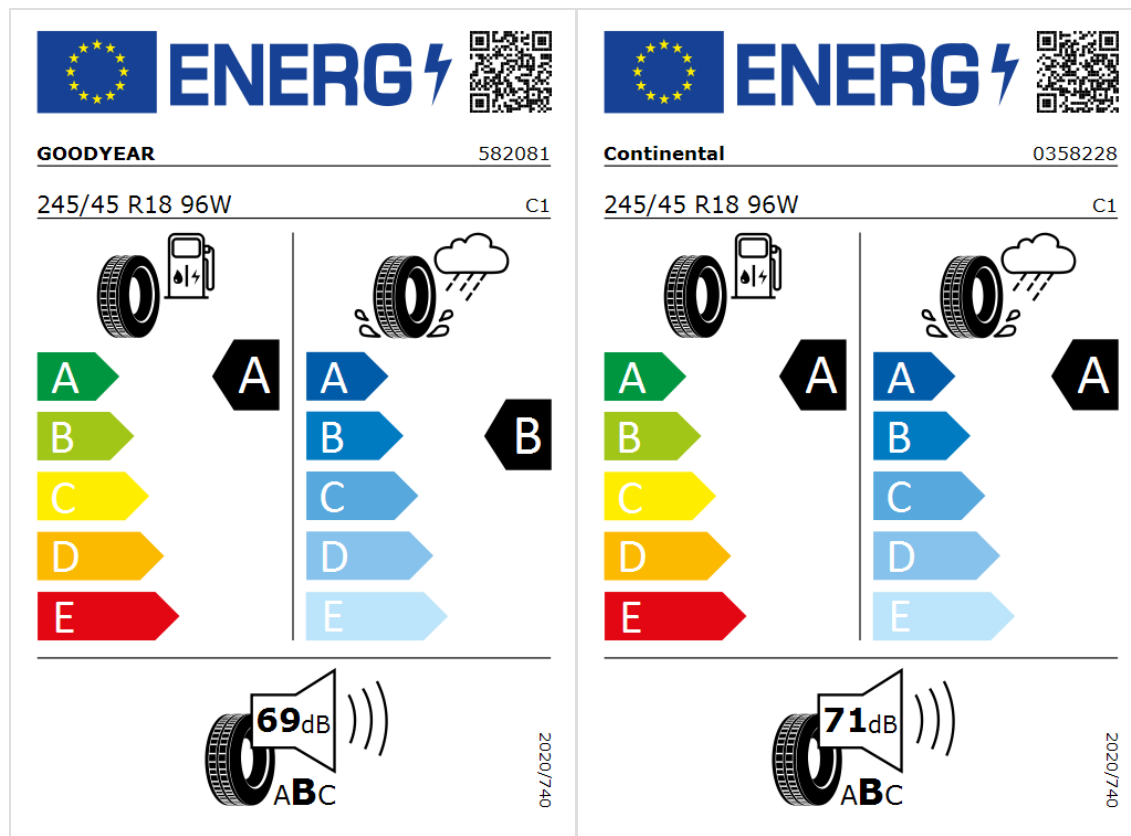 ENERG
GOODYEAR 582081
245/45 R18 96W C1
A A A
B B B
C C
D D
E E
69dB
ABC
2020/740
ENERG
Continental 0358228
245/45 R18 96W C1
A A A A
B B
C C
D D
E E
71dB
ABC
2020/740